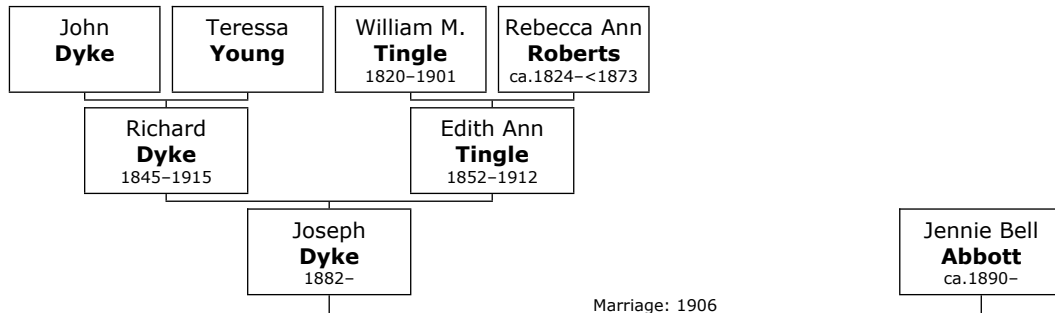 John
Dyke
Teressa
Young
William M.
Tingle
1820–1901
Rebecca Ann
Roberts
ca.1824–<1873
Richard
Dyke
1845–1915
Edith Ann
Tingle
1852–1912
Joseph
Dyke
1882–
Jennie Bell
Abbott
ca.1890–
Marriage: 1906